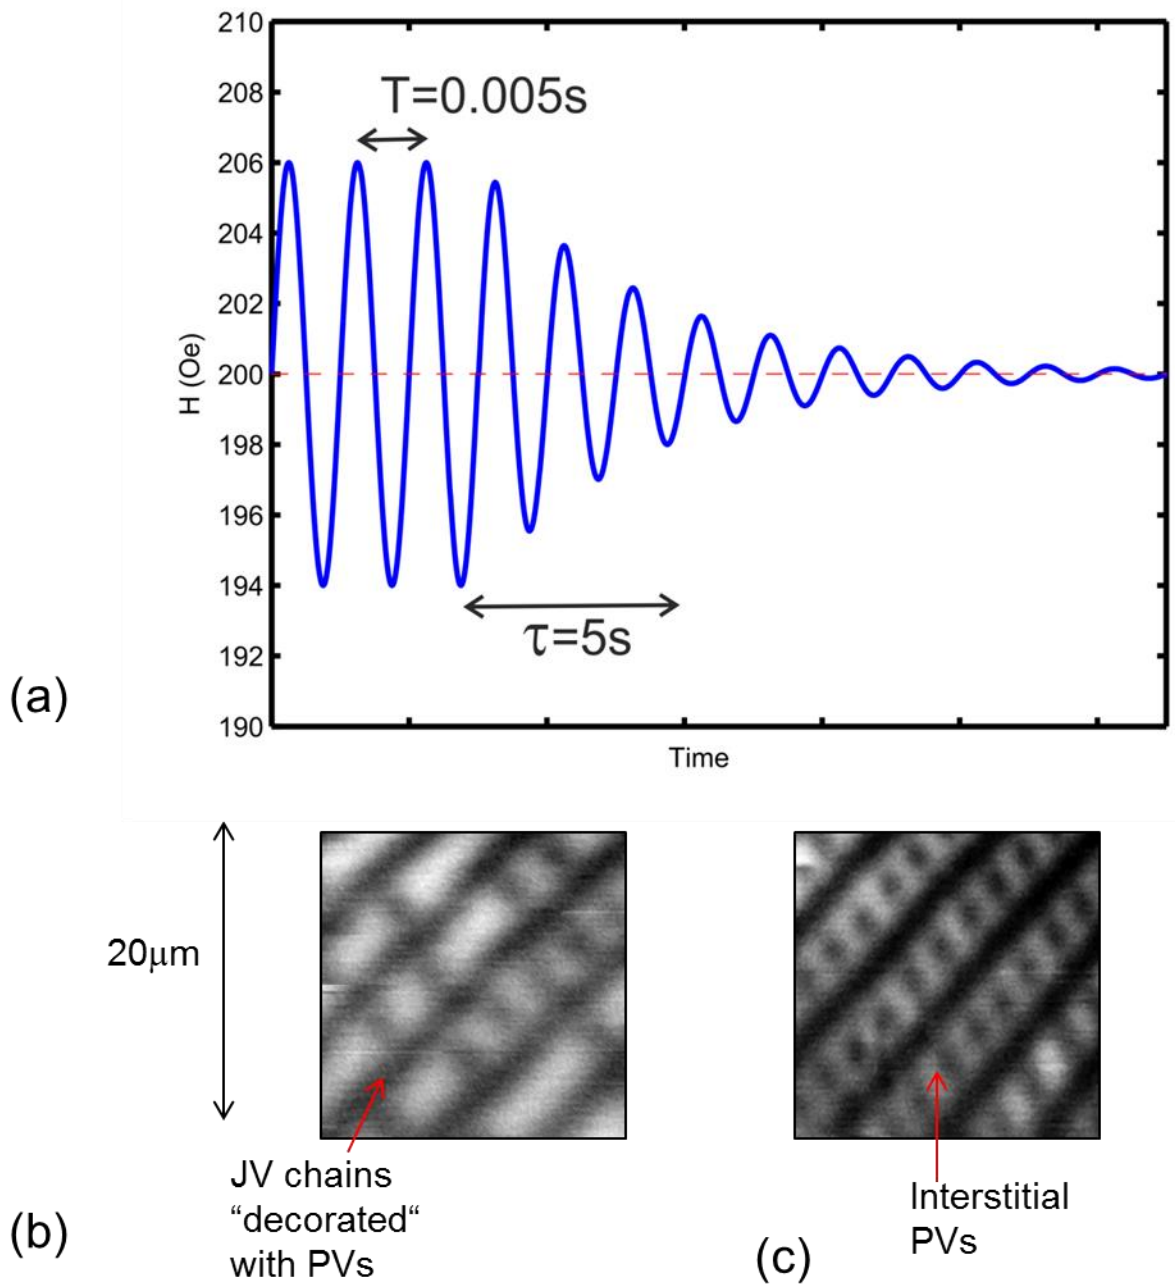 210
208
T=0.005s
206
204
202
H (Oe)
200
198
196
194
τ=5s
192
(a)
190
Time
20μm
JV chains
“decorated“
with PVs
(b)
Interstitial
PVs
(c)